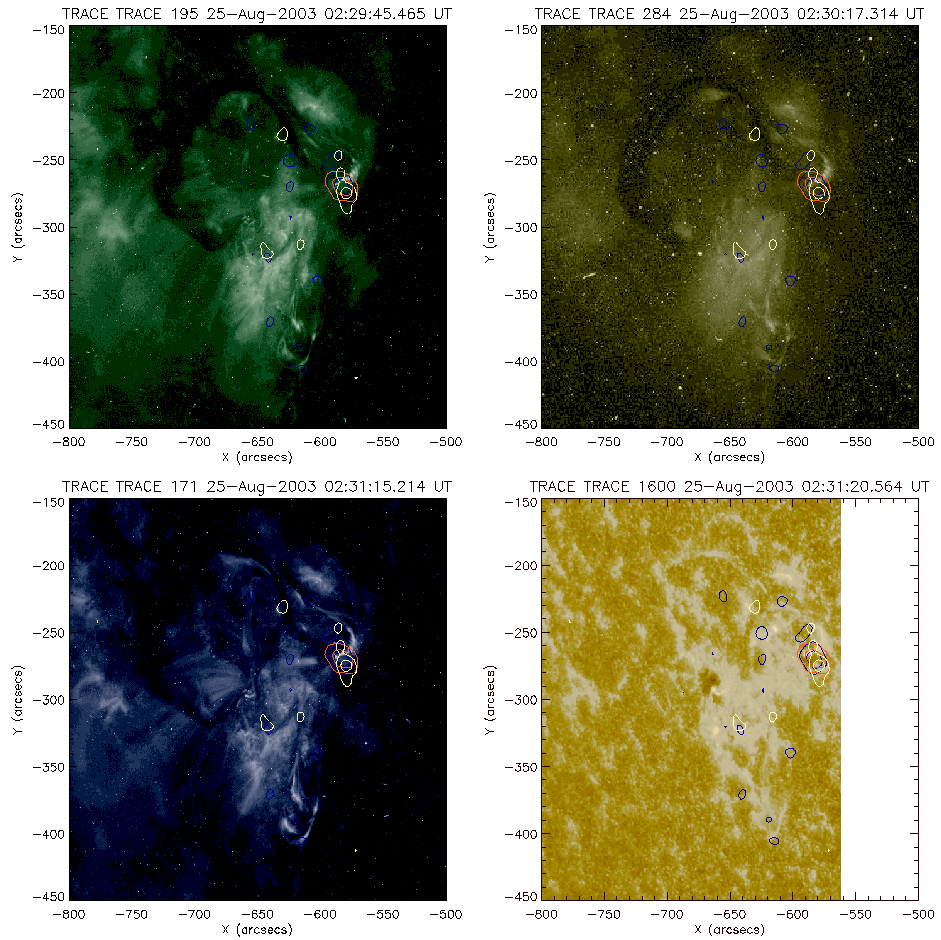 TRACE TRACE 195 25-Aug-2003 02:29:45.465 UT
-150
-200
-250
-300
-350
-400
-450
Y (arcsecs)
-800 -750 -700 -650 -600 -550 -500
X (arcsecs)
TRACE TRACE 284 25-Aug-2003 02:30:17.314 UT
-150
-200
-250
-300
-350
-400
-450
Y (arcsecs)
-800 -750 -700 -650 -600 -550 -500
X (arcsecs)
TRACE TRACE 171 25-Aug-2003 02:31:15.214 UT
-150
-200
-250
-300
-350
-400
-450
Y (arcsecs)
-800 -750 -700 -650 -600 -550 -500
X (arcsecs)
TRACE TRACE 1600 25-Aug-2003 02:31:20.564 UT
-150
-200
-250
-300
-350
-400
-450
Y (arcsecs)
-800 -750 -700 -650 -600 -550 -500
X (arcsecs)